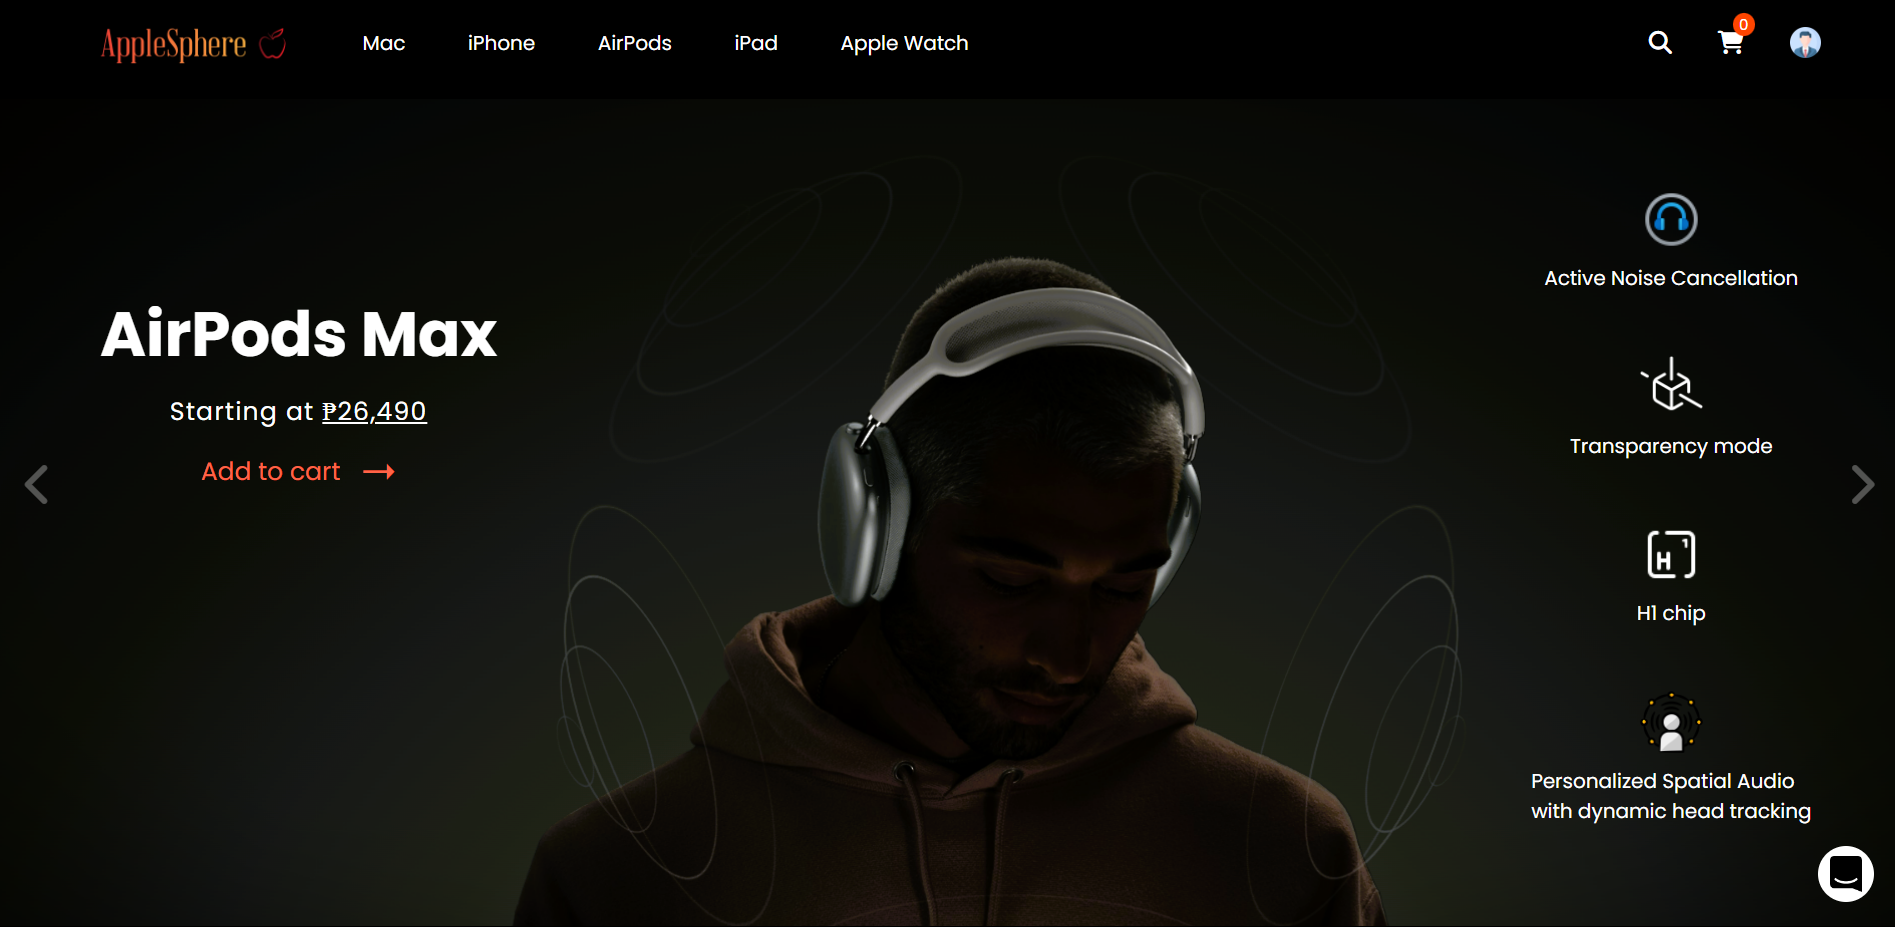 AppleSphere
Mac
iPhone
AirPods
iPad
Apple Watch
0
AirPods Max
Starting at ₱26,490
Add to cart
Active Noise Cancellation
Transparency mode
H1
H1 chip
Personalized Spatial Audio
with dynamic head tracking